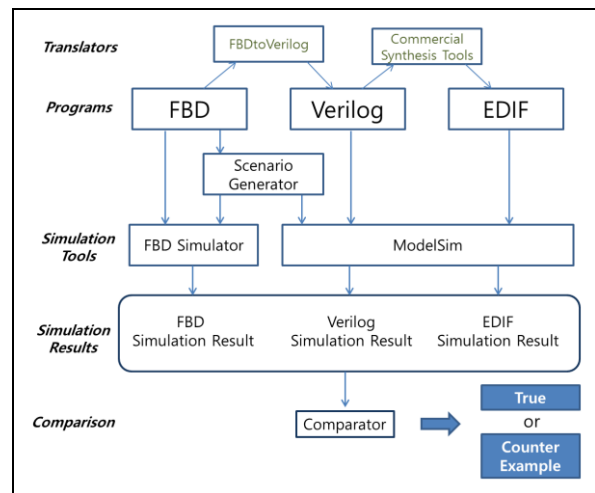 Translators
FBDtoVerilog
Commercial
Synthesis Tools
Programs
FBD
Verilog
EDIF
Scenario
Generator
Simulation
Tools
FBD Simulator
ModelSim
Simulation
Results
FBD
Simulation Result
Verilog
Simulation Result
EDIF
Simulation Result
Comparison
Comparator
True
or
Counter
Example